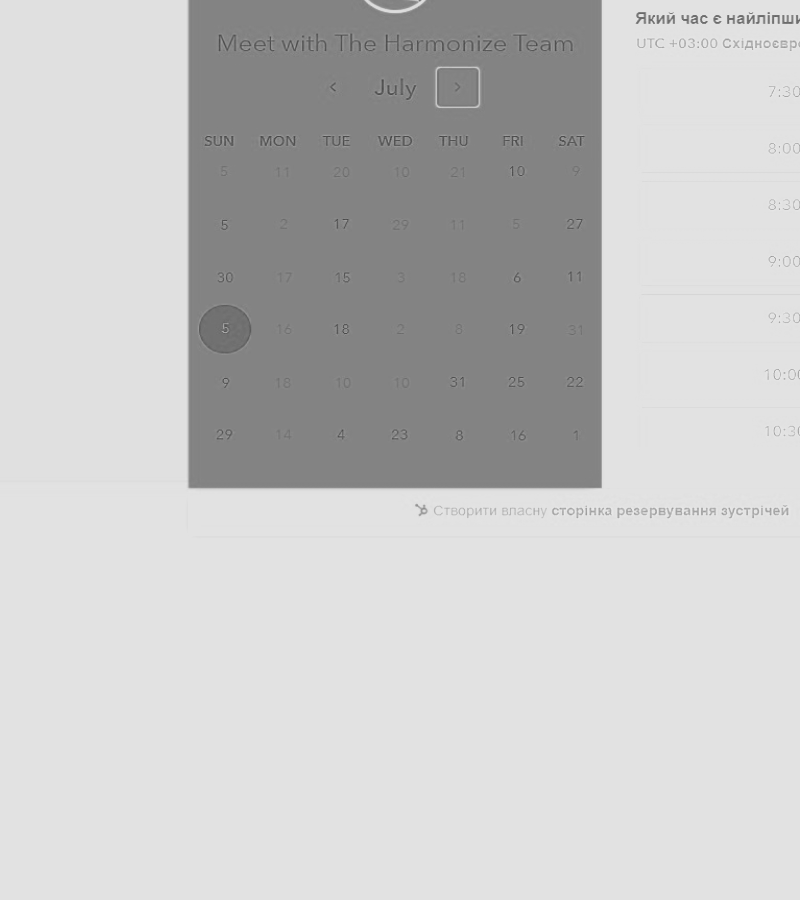 Meet with The Harmonize Team
July
SUN MON TUE WED THU FRI SAT
5 11 20 10 21 10 9
5 2 17 29 11 5 27
30 17 15 3 18 6 11
5 16 18 2 8 19 31
9 18 10 10 31 25 22
29 14 4 23 8 16 1
Який час є
UTC +03:00
7:30
8:00
8:30
9:00
9:30
10:00
10:30
Створити власну сторінка резервування зустрічей